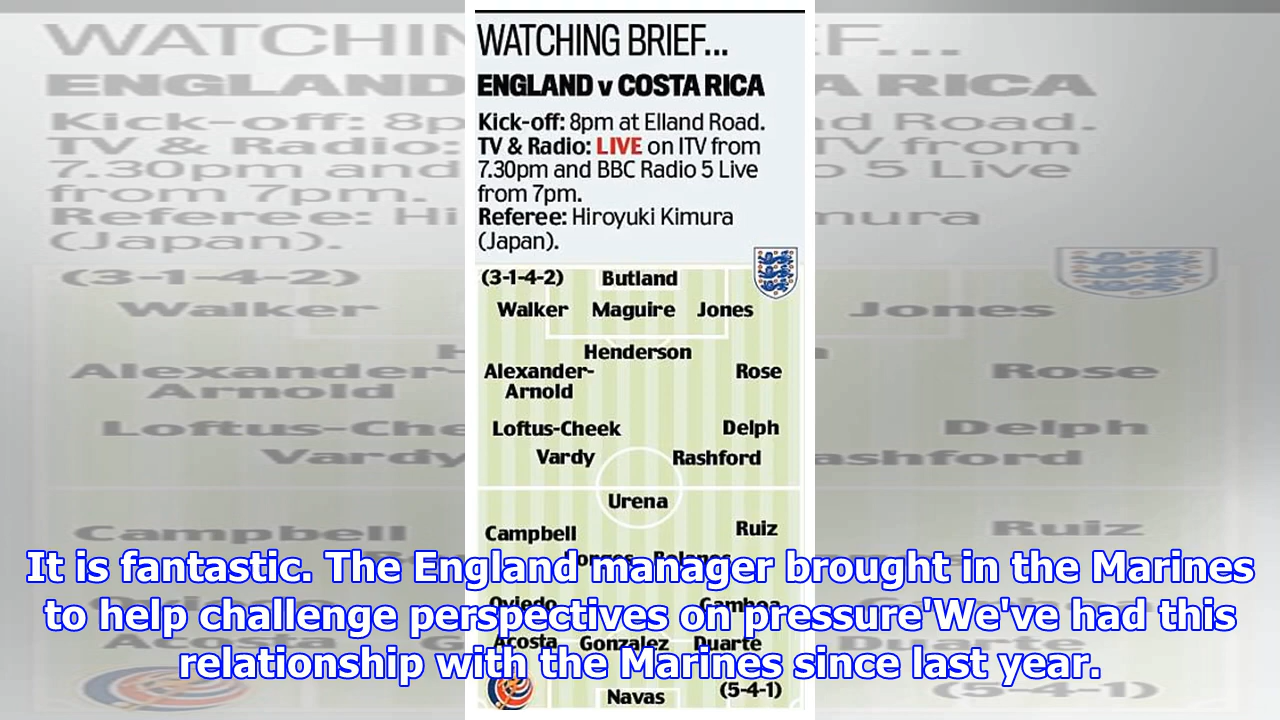 WATCHING BRIEF...
ENGLAND v COSTA RICA
Kick-off: 8pm at Elland Road.
TV & Radio: LIVE on ITV from
7.30pm and BBC Radio 5 Live
from 7pm.
Referee: Hiroyuki Kimura
(Japan).
(3-1-4-2) Butland
Walker Maguire Jones
Henderson
Alexander- Rose
Arnold
Loftus-Cheek Delph
Vardy Rashford
Urena
Campbell Ruiz
Borges Bolanos
Oviedo Gamboa
Acosta Gonzalez Duarte
Navas (5-4-1)
It is fantastic. The England manager brought in the Marines
to help challenge perspectives on pressure'We've had this
relationship with the Marines since last year.